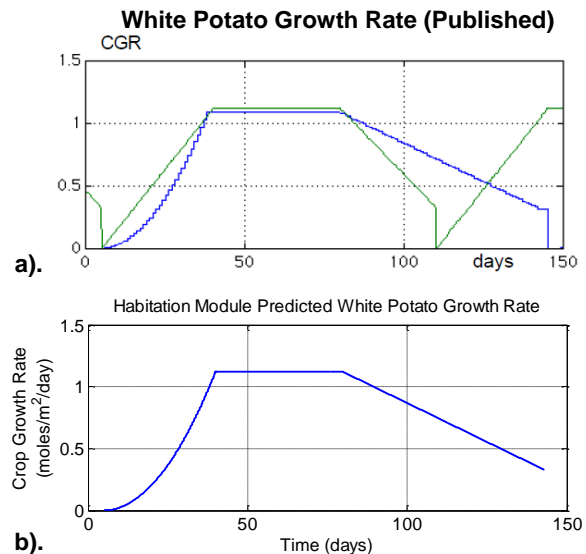 White Potato Growth Rate (Published)
CGR
1.5
1
0.5
0
0
50
100
days
150
a).
Habitation Module Predicted White Potato Growth Rate
1.5
1
0.5
0
Crop Growth Rate
(moles/m²/day)
0
50
100
150
Time (days)
b).